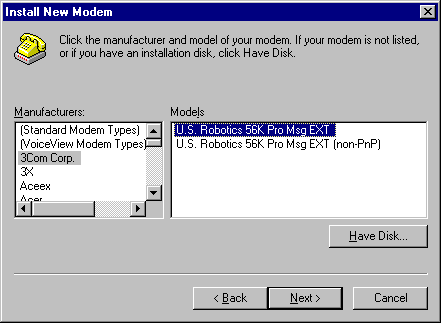 Install New Modem
Click the manufacturer and model of your modem. If your modem is not listed,
or if you have an installation disk, click Have Disk.
Manufacturers:
(Standard Modem Types)
(VoiceView Modem Types)
3Com Corp.
3X
Aceex
Acer
Models
U.S. Robotics 56K Pro Msg EXT
U.S. Robotics 56K Pro Msg EXT (non-PnP)
Have Disk...
< Back
Next >
Cancel